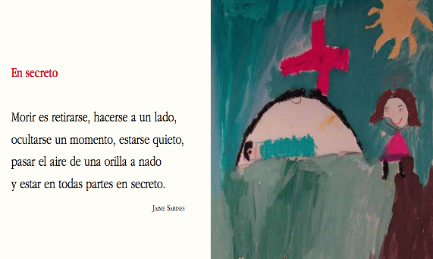 En secreto
Morir es retirarse, hacerse a un lado,
ocultarse un momento, estarse quieto,
pasar el aire de una orilla a nado
y estar en todas partes en secreto.
Jaime Sabines